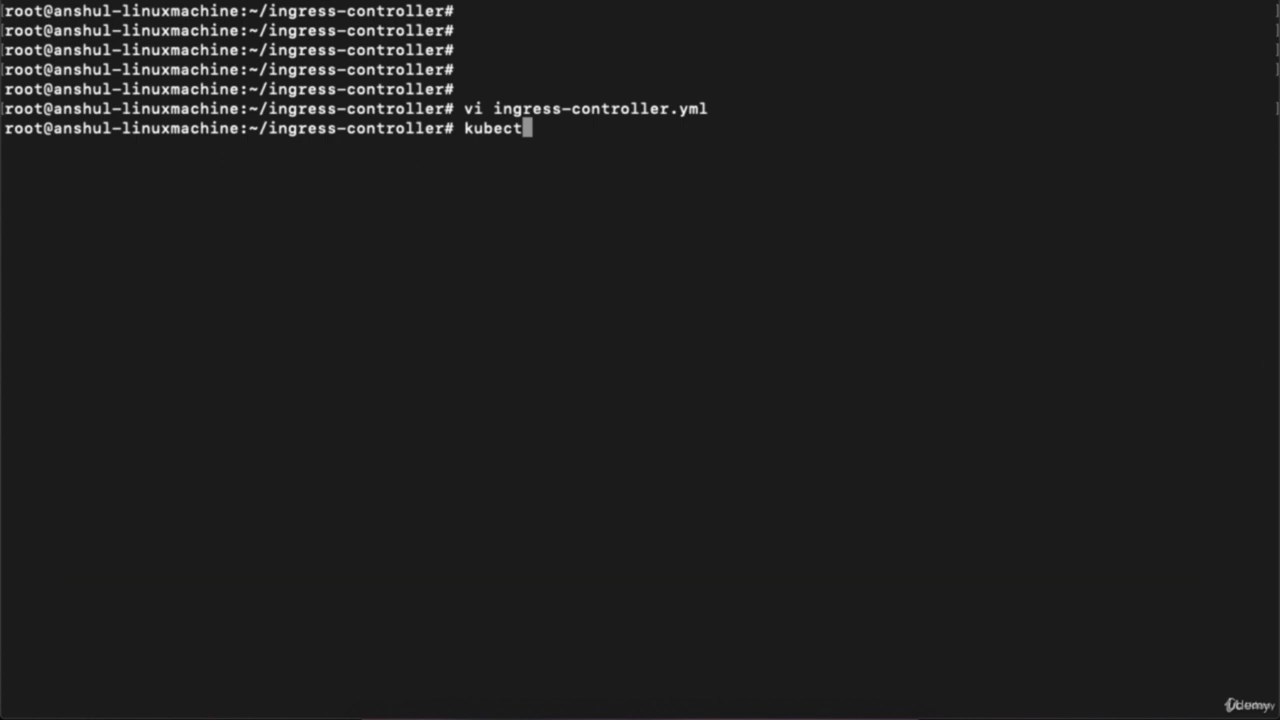 root@anshul-linuxmachine:~/ingress-controller#
root@anshul-linuxmachine:~/ingress-controller#
root@anshul-linuxmachine:~/ingress-controller#
root@anshul-linuxmachine:~/ingress-controller#
root@anshul-linuxmachine:~/ingress-controller#
root@anshul-linuxmachine:~/ingress-controller# vi ingress-controller.yml
root@anshul-linuxmachine:~/ingress-controller# kubect
Udemy